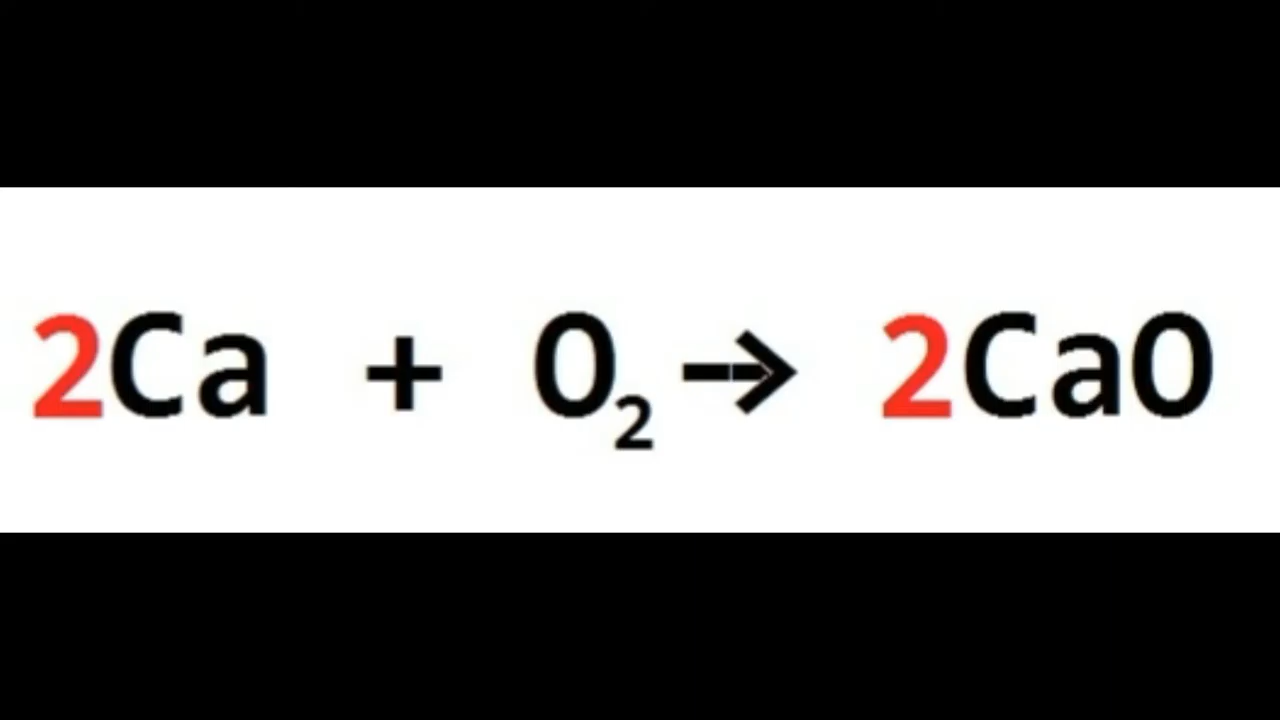 2Ca + O₂ → 2CaO